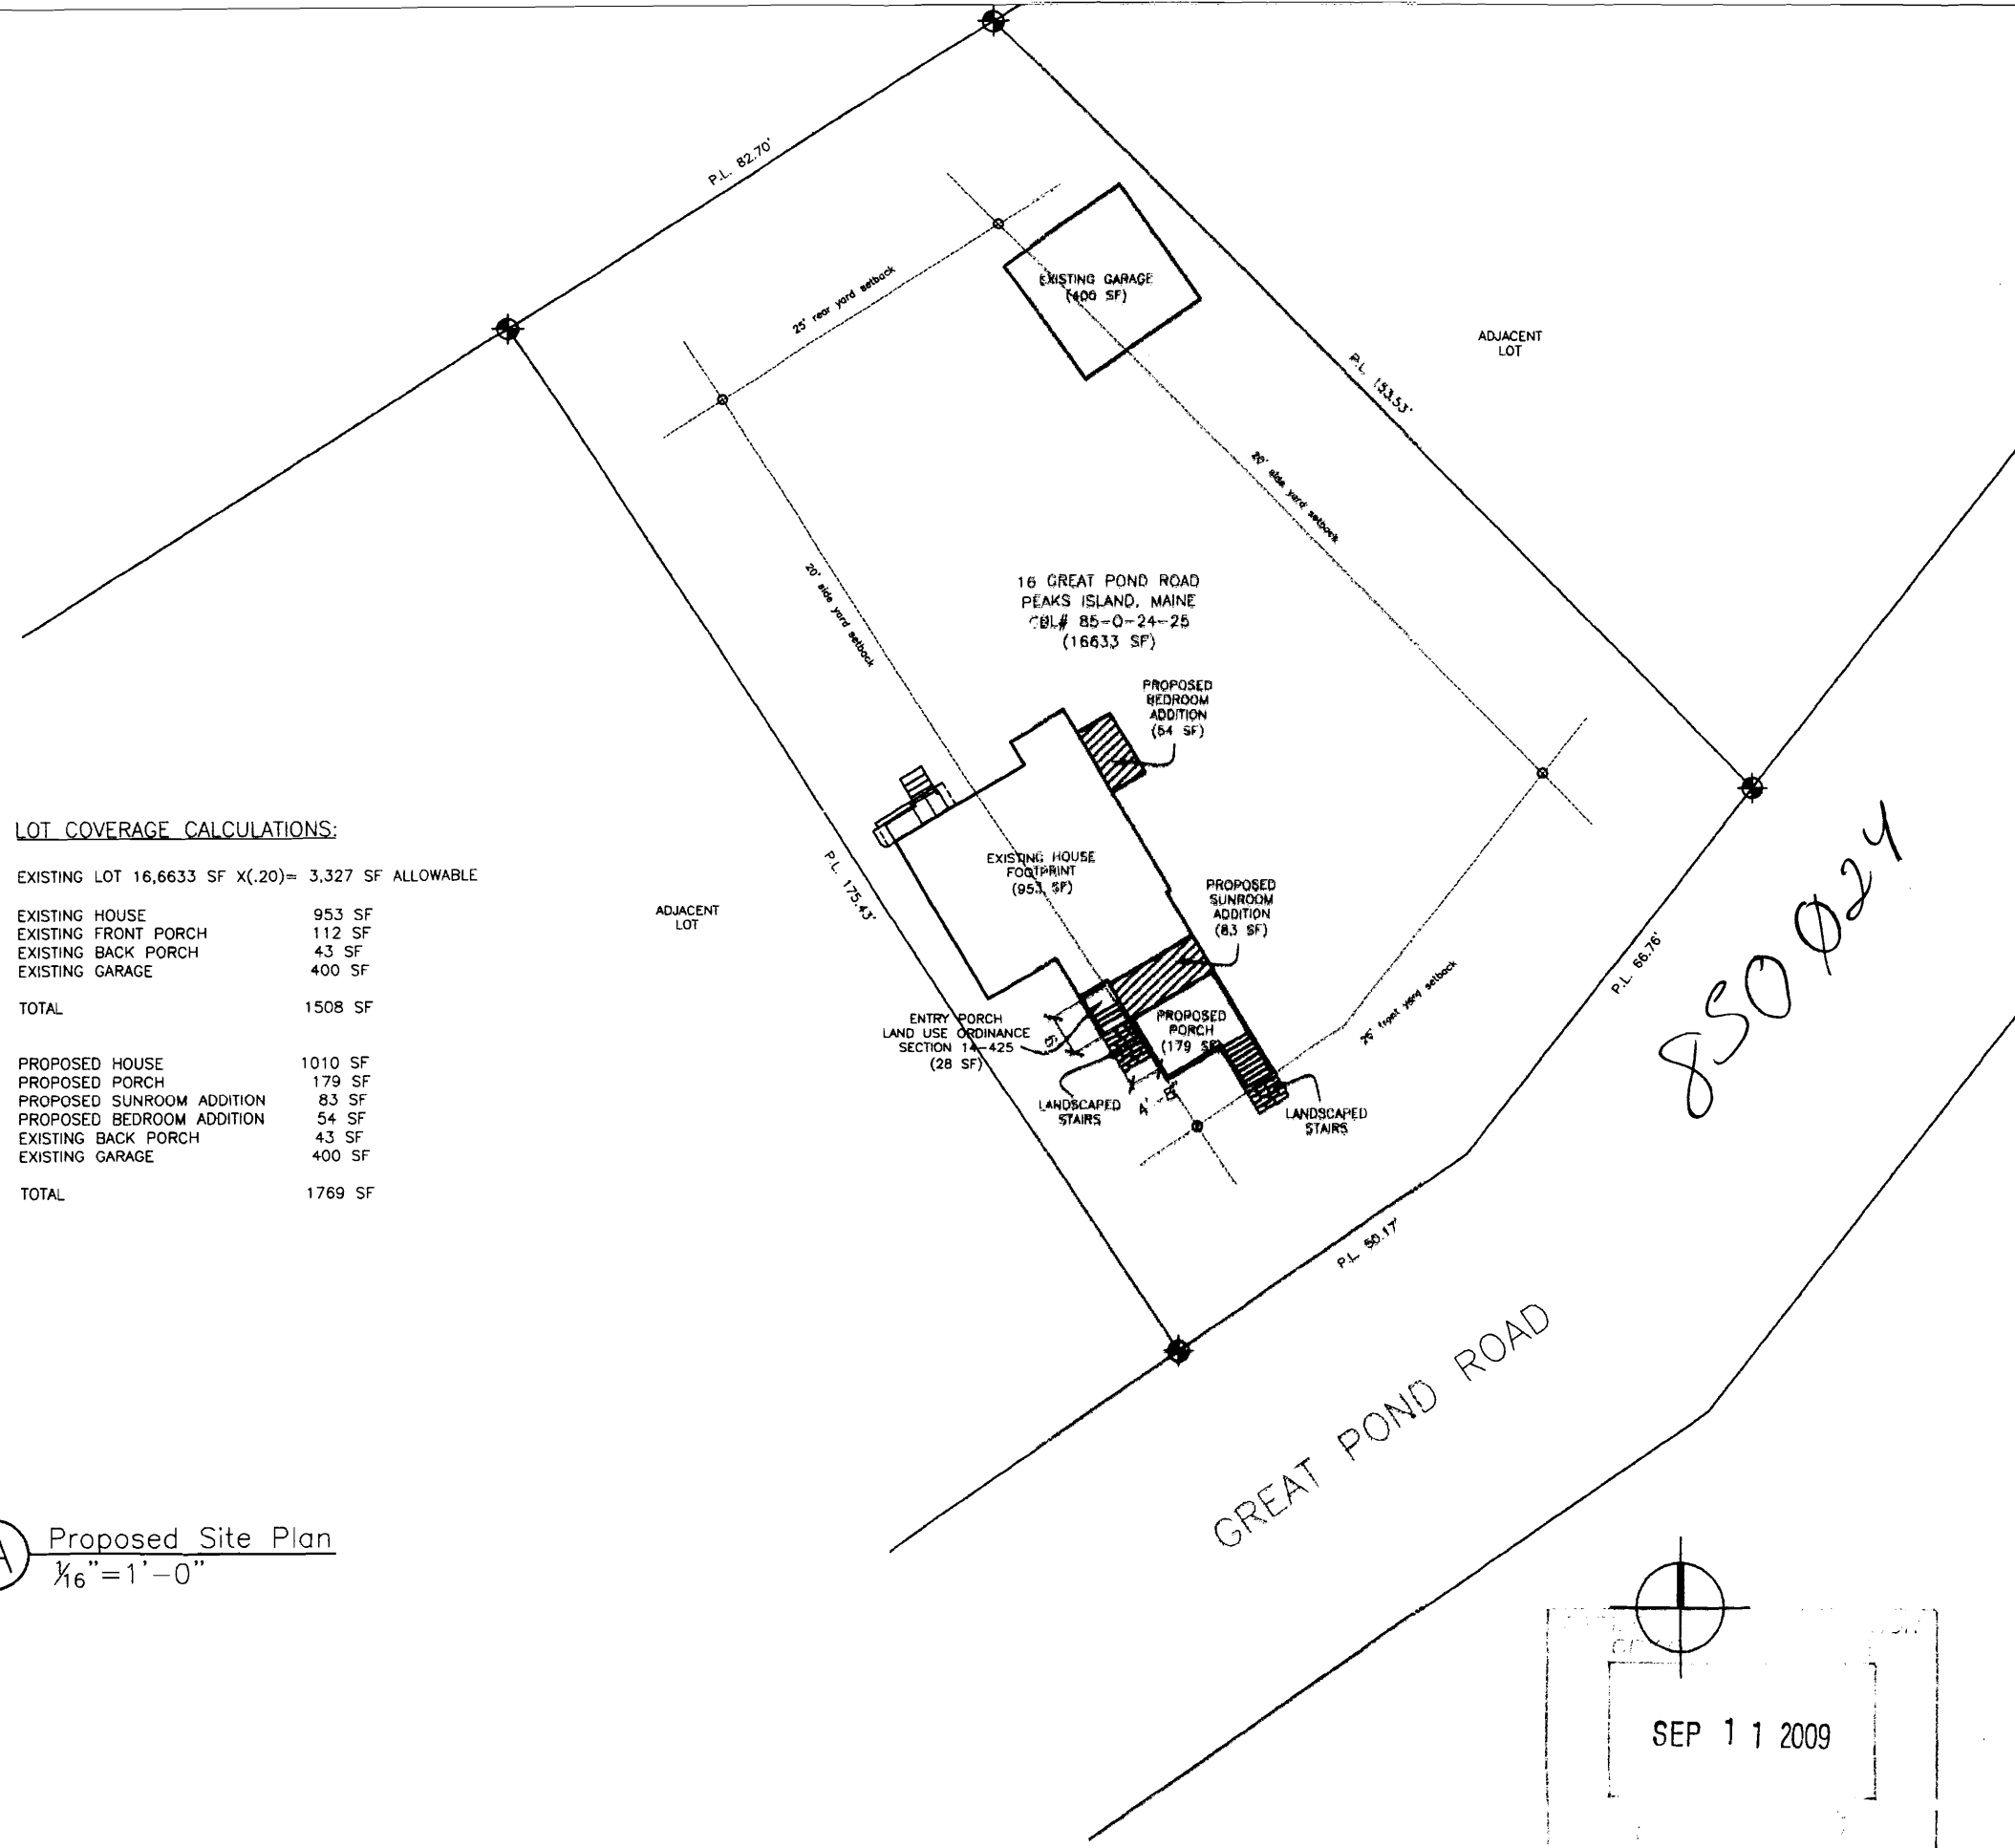 P.L. 82.70'
25' rear yard setback
EXISTING GARAGE
(400 SF)
ADJACENT
LOT
P.L. 153.53'
20' side yard setback
20' side yard setback
16 GREAT POND ROAD
PEAKS ISLAND, MAINE
CBL# 85-O-24-25
(16633 SF)
PROPOSED
BEDROOM
ADDITION
(54 SF)
LOT COVERAGE CALCULATIONS:
EXISTING LOT 16,6633 SF X(.20)= 3,327 SF ALLOWABLE
EXISTING HOUSE 953 SF
EXISTING FRONT PORCH 112 SF
EXISTING BACK PORCH 43 SF
EXISTING GARAGE 400 SF
TOTAL 1508 SF
PROPOSED HOUSE 1010 SF
PROPOSED PORCH 179 SF
PROPOSED SUNROOM ADDITION 83 SF
PROPOSED BEDROOM ADDITION 54 SF
EXISTING BACK PORCH 43 SF
EXISTING GARAGE 400 SF
TOTAL 1769 SF
ADJACENT
LOT
P.L. 175.43'
EXISTING HOUSE
FOOTPRINT
(953 SF)
PROPOSED
SUNROOM
ADDITION
(83 SF)
P.L. 66.76'
850 024
25' front yard setback
ENTRY PORCH
LAND USE ORDINANCE
SECTION 14-425
(28 SF)
PROPOSED
PORCH
(179 SF)
LANDSCAPED
STAIRS
LANDSCAPED
STAIRS
P.L. 50.17'
GREAT POND ROAD
A
Proposed Site Plan
1/16"=1'-0"
SEP 11 2009